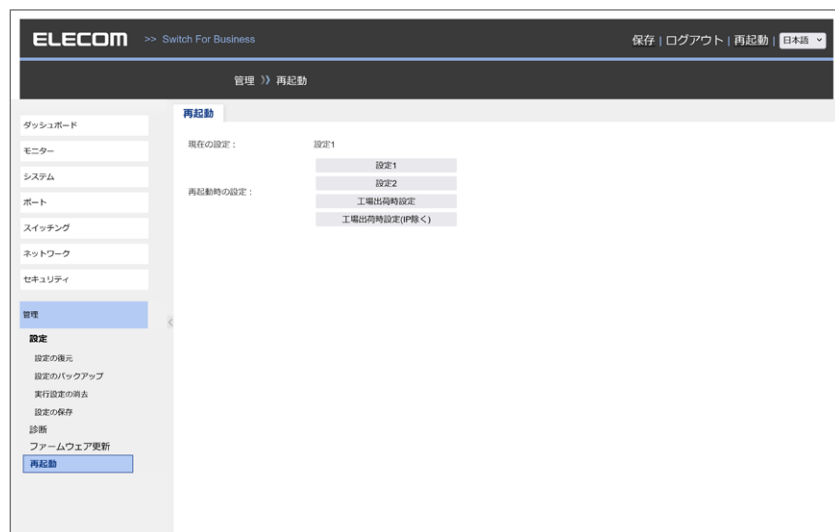 ELECOM >> Switch For Business 保存 | ログアウト | 再起動 | 日本語
管理 》 再起動
ダッシュボード
モニター
システム
ポート
スイッチング
ネットワーク
セキュリティ
管理
設定
設定の復元
設定のバックアップ
実行設定の消去
設定の保存
診断
ファームウェア更新
再起動
再起動
現在の設定： 設定1
再起動時の設定：
設定1
設定2
工場出荷時設定
工場出荷時設定(IP除く)